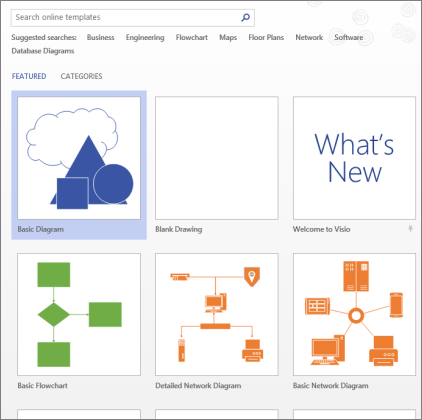 Search online templates
Suggested searches: Business Engineering Flowchart Maps Floor Plans Network Software
Database Diagrams
FEATURED CATEGORIES
What's
New
Basic Diagram Blank Drawing Welcome to Visio
Basic Flowchart Detailed Network Diagram Basic Network Diagram